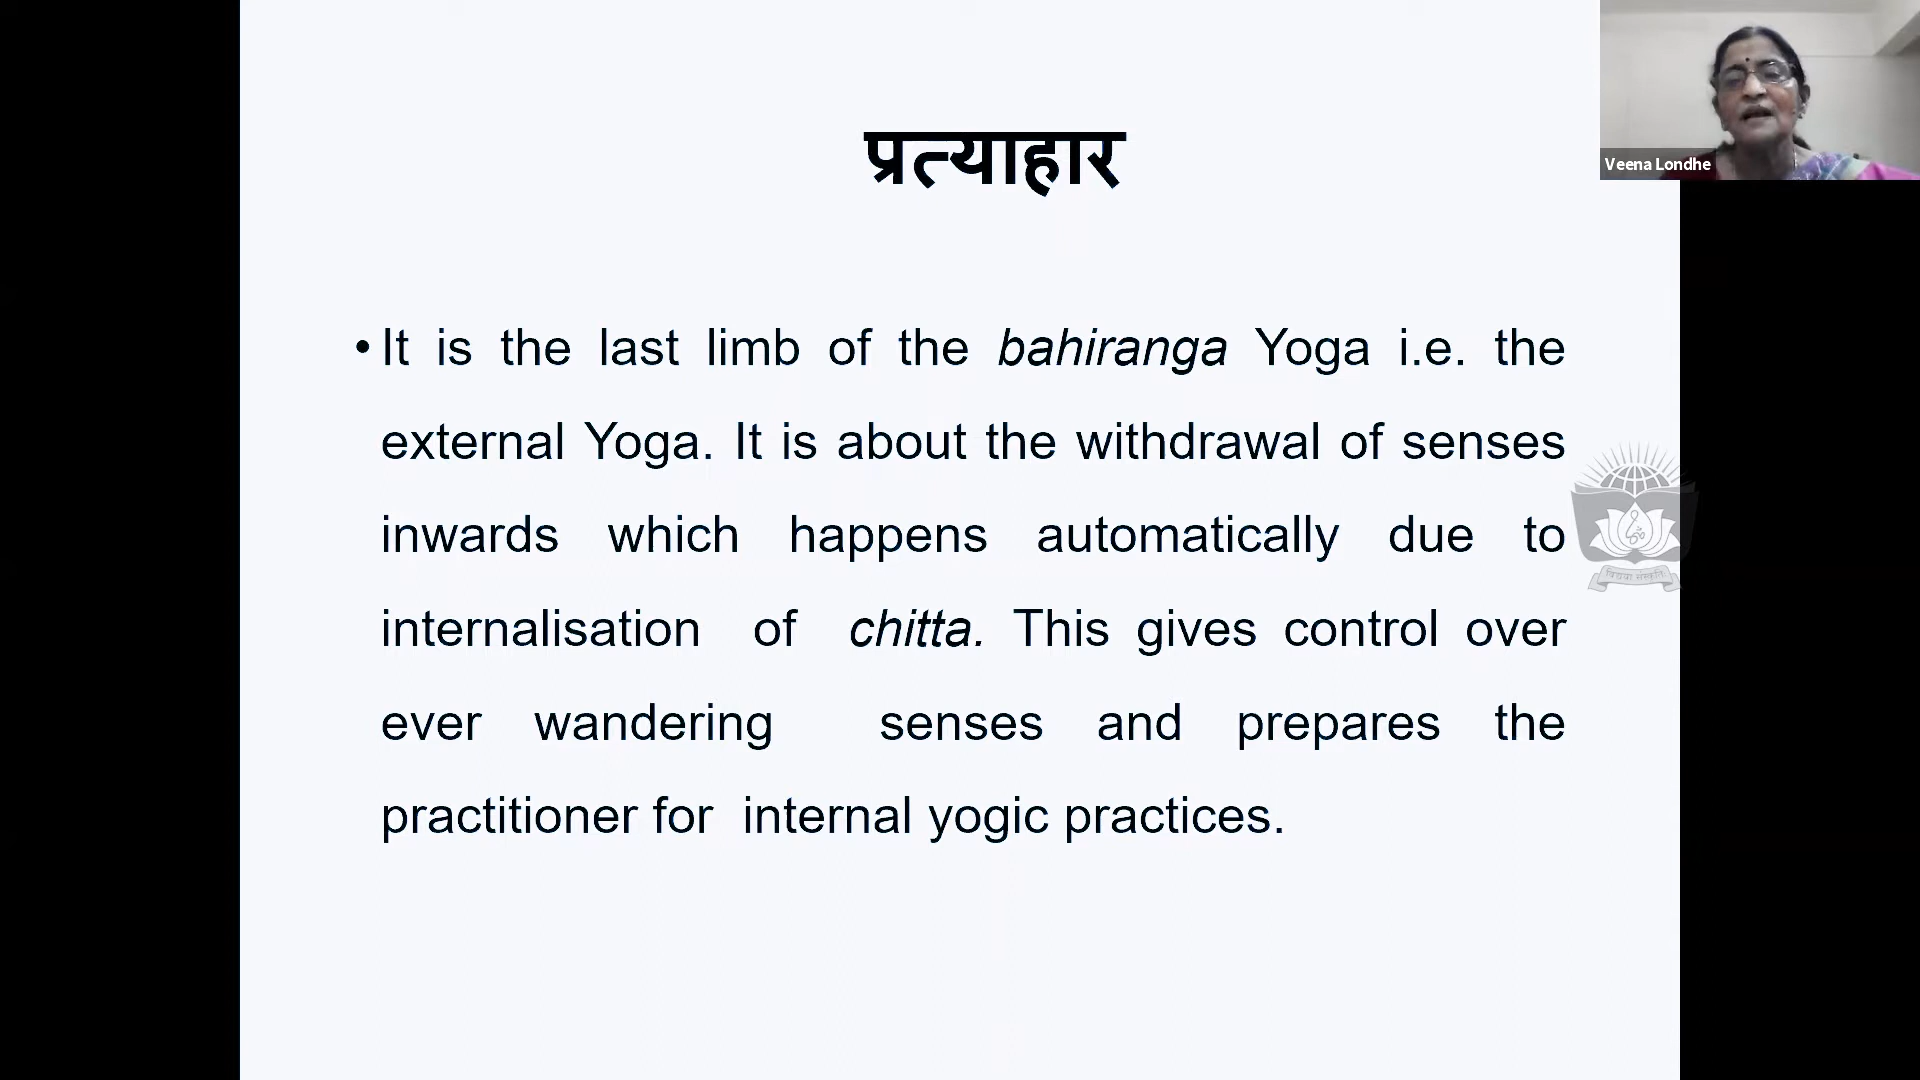 प्रत्याहार
Veena Londhe
• It is the last limb of the bahiranga Yoga i.e. the
external Yoga. It is about the withdrawal of senses
inwards which happens automatically due to
internalisation of chitta. This gives control over
ever wandering senses and prepares the
practitioner for internal yogic practices.